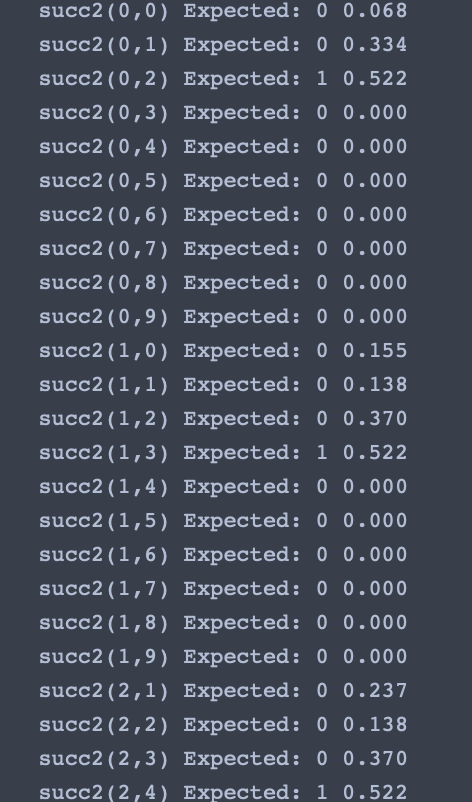 succ2(0,0) Expected: 0 0.068
succ2(0,1) Expected: 0 0.334
succ2(0,2) Expected: 1 0.522
succ2(0,3) Expected: 0 0.000
succ2(0,4) Expected: 0 0.000
succ2(0,5) Expected: 0 0.000
succ2(0,6) Expected: 0 0.000
succ2(0,7) Expected: 0 0.000
succ2(0,8) Expected: 0 0.000
succ2(0,9) Expected: 0 0.000
succ2(1,0) Expected: 0 0.155
succ2(1,1) Expected: 0 0.138
succ2(1,2) Expected: 0 0.370
succ2(1,3) Expected: 1 0.522
succ2(1,4) Expected: 0 0.000
succ2(1,5) Expected: 0 0.000
succ2(1,6) Expected: 0 0.000
succ2(1,7) Expected: 0 0.000
succ2(1,8) Expected: 0 0.000
succ2(1,9) Expected: 0 0.000
succ2(2,1) Expected: 0 0.237
succ2(2,2) Expected: 0 0.138
succ2(2,3) Expected: 0 0.370
succ2(2,4) Expected: 1 0.522